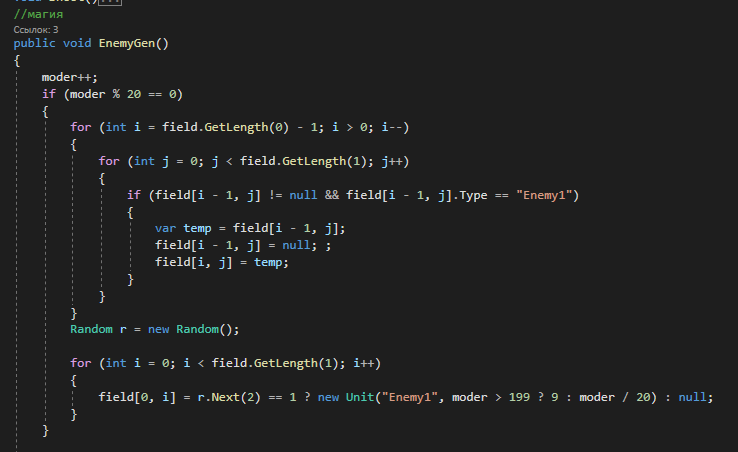 //магия
Ссылок: 3
public void EnemyGen()
{
moder++;
if (moder % 20 == 0)
{
for (int i = field.GetLength(0) - 1; i > 0; i--)
{
for (int j = 0; j < field.GetLength(1); j++)
{
if (field[i - 1, j] != null && field[i - 1, j].Type == "Enemy1")
{
var temp = field[i - 1, j];
field[i - 1, j] = null; ;
field[i, j] = temp;
}
}
}
Random r = new Random();
for (int i = 0; i < field.GetLength(1); i++)
{
field[0, i] = r.Next(2) == 1 ? new Unit("Enemy1", moder > 199 ? 9 : moder / 20) : null;
}
}